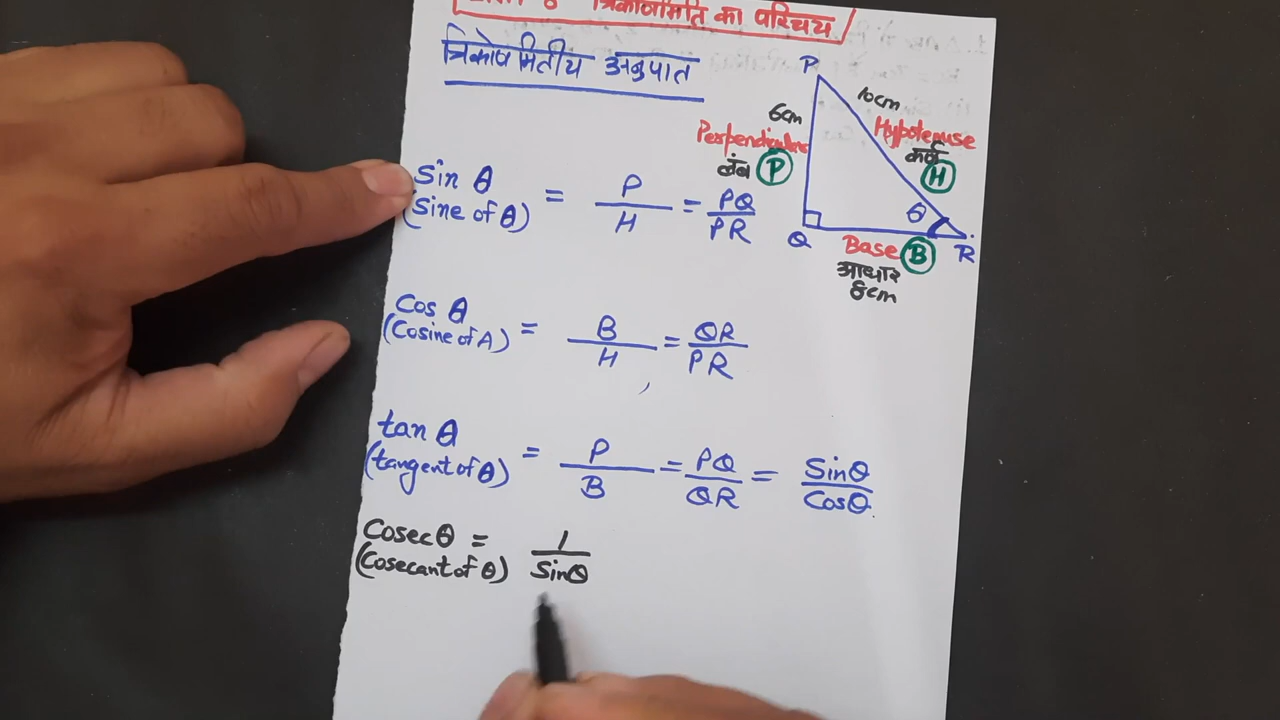 त्रिकोणमिति का परिचय
त्रिकोणमितीय अनुपात
P
6cm
10cm
Hypotenuse
कर्ण
H
लंब P
θ
Q
Base B
R
आधार
8cm
Sin θ
(Sine of θ) = P/H = PQ/PR
Cos θ
(Cosine of A) = B/H = QR/PR
,
tan θ
(tangent of θ) = P/B = PQ/QR = Sinθ/Cosθ.
Cosec θ = 1/Sinθ
(Cosecant of θ)